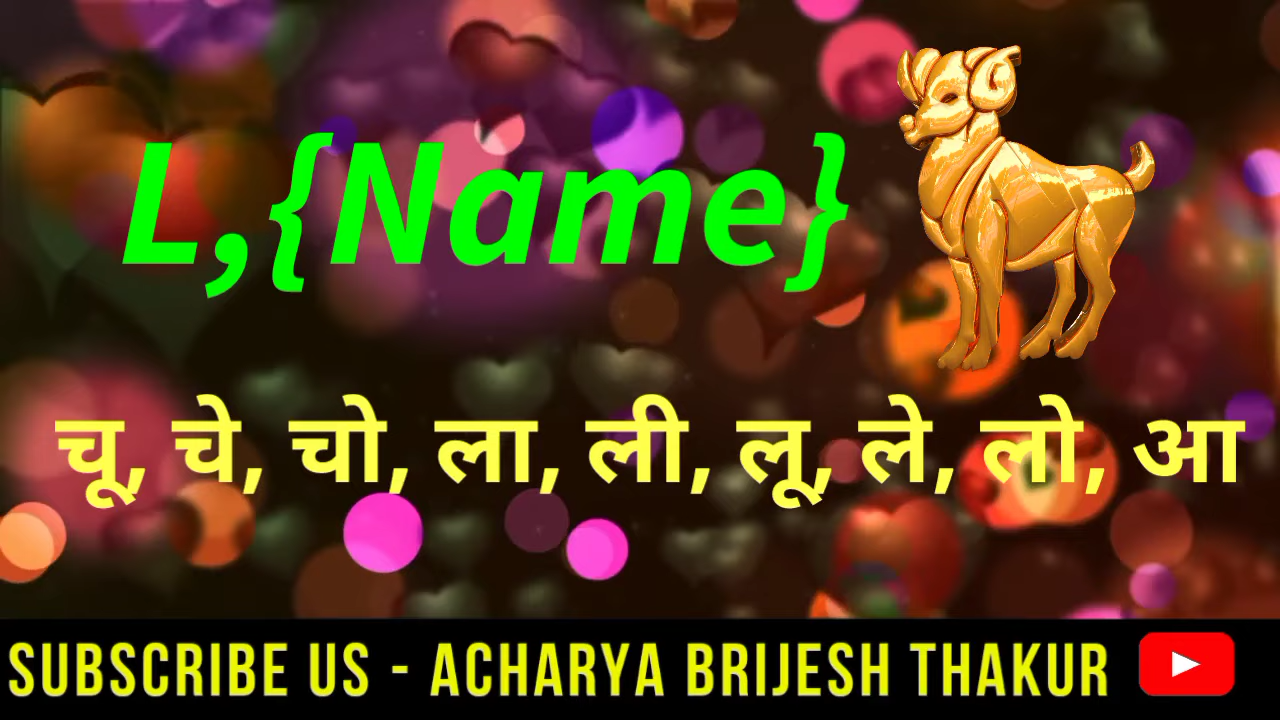 L,{Name}
चू, चे, चो, ला, ली, लू, ले, लो, आ
SUBSCRIBE US - ACHARYA BRIJESH THAKUR